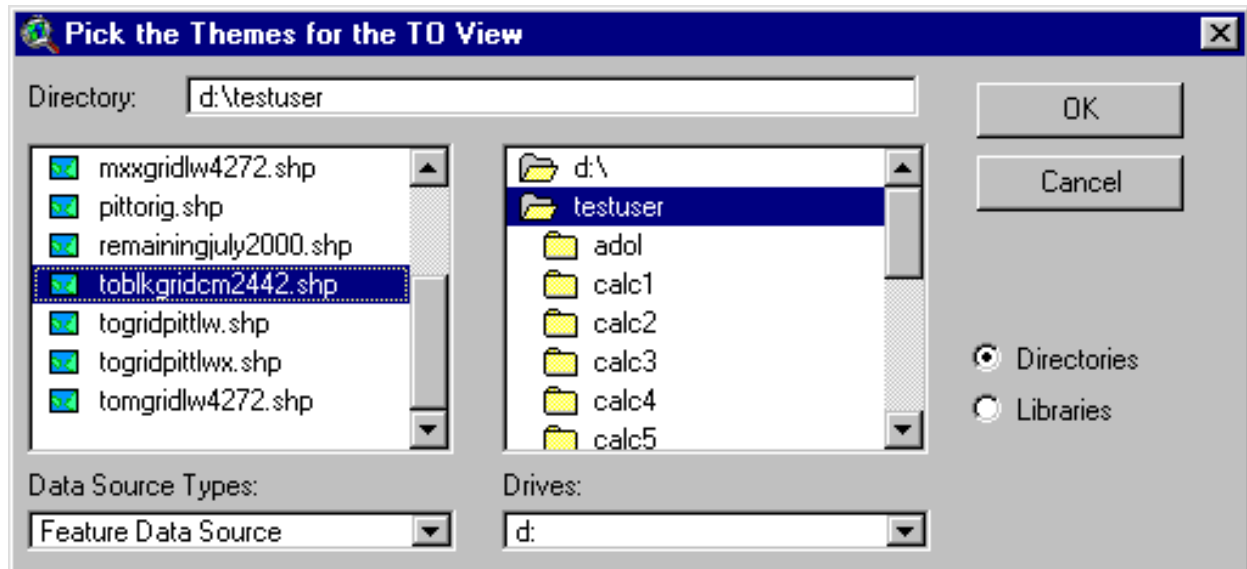 Pick the Themes for the TO View
Directory:
d:\testuser
OK
Cancel
mxxgridlw4272.shp
pittorig.shp
remainingjuly2000.shp
toblkgridcm2442.shp
togridpittlw.shp
togridpittlwx.shp
tomgridlw4272.shp
d:\
testuser
adol
calc1
calc2
calc3
calc4
calc5
Directories
Libraries
Data Source Types:
Feature Data Source
Drives:
d: